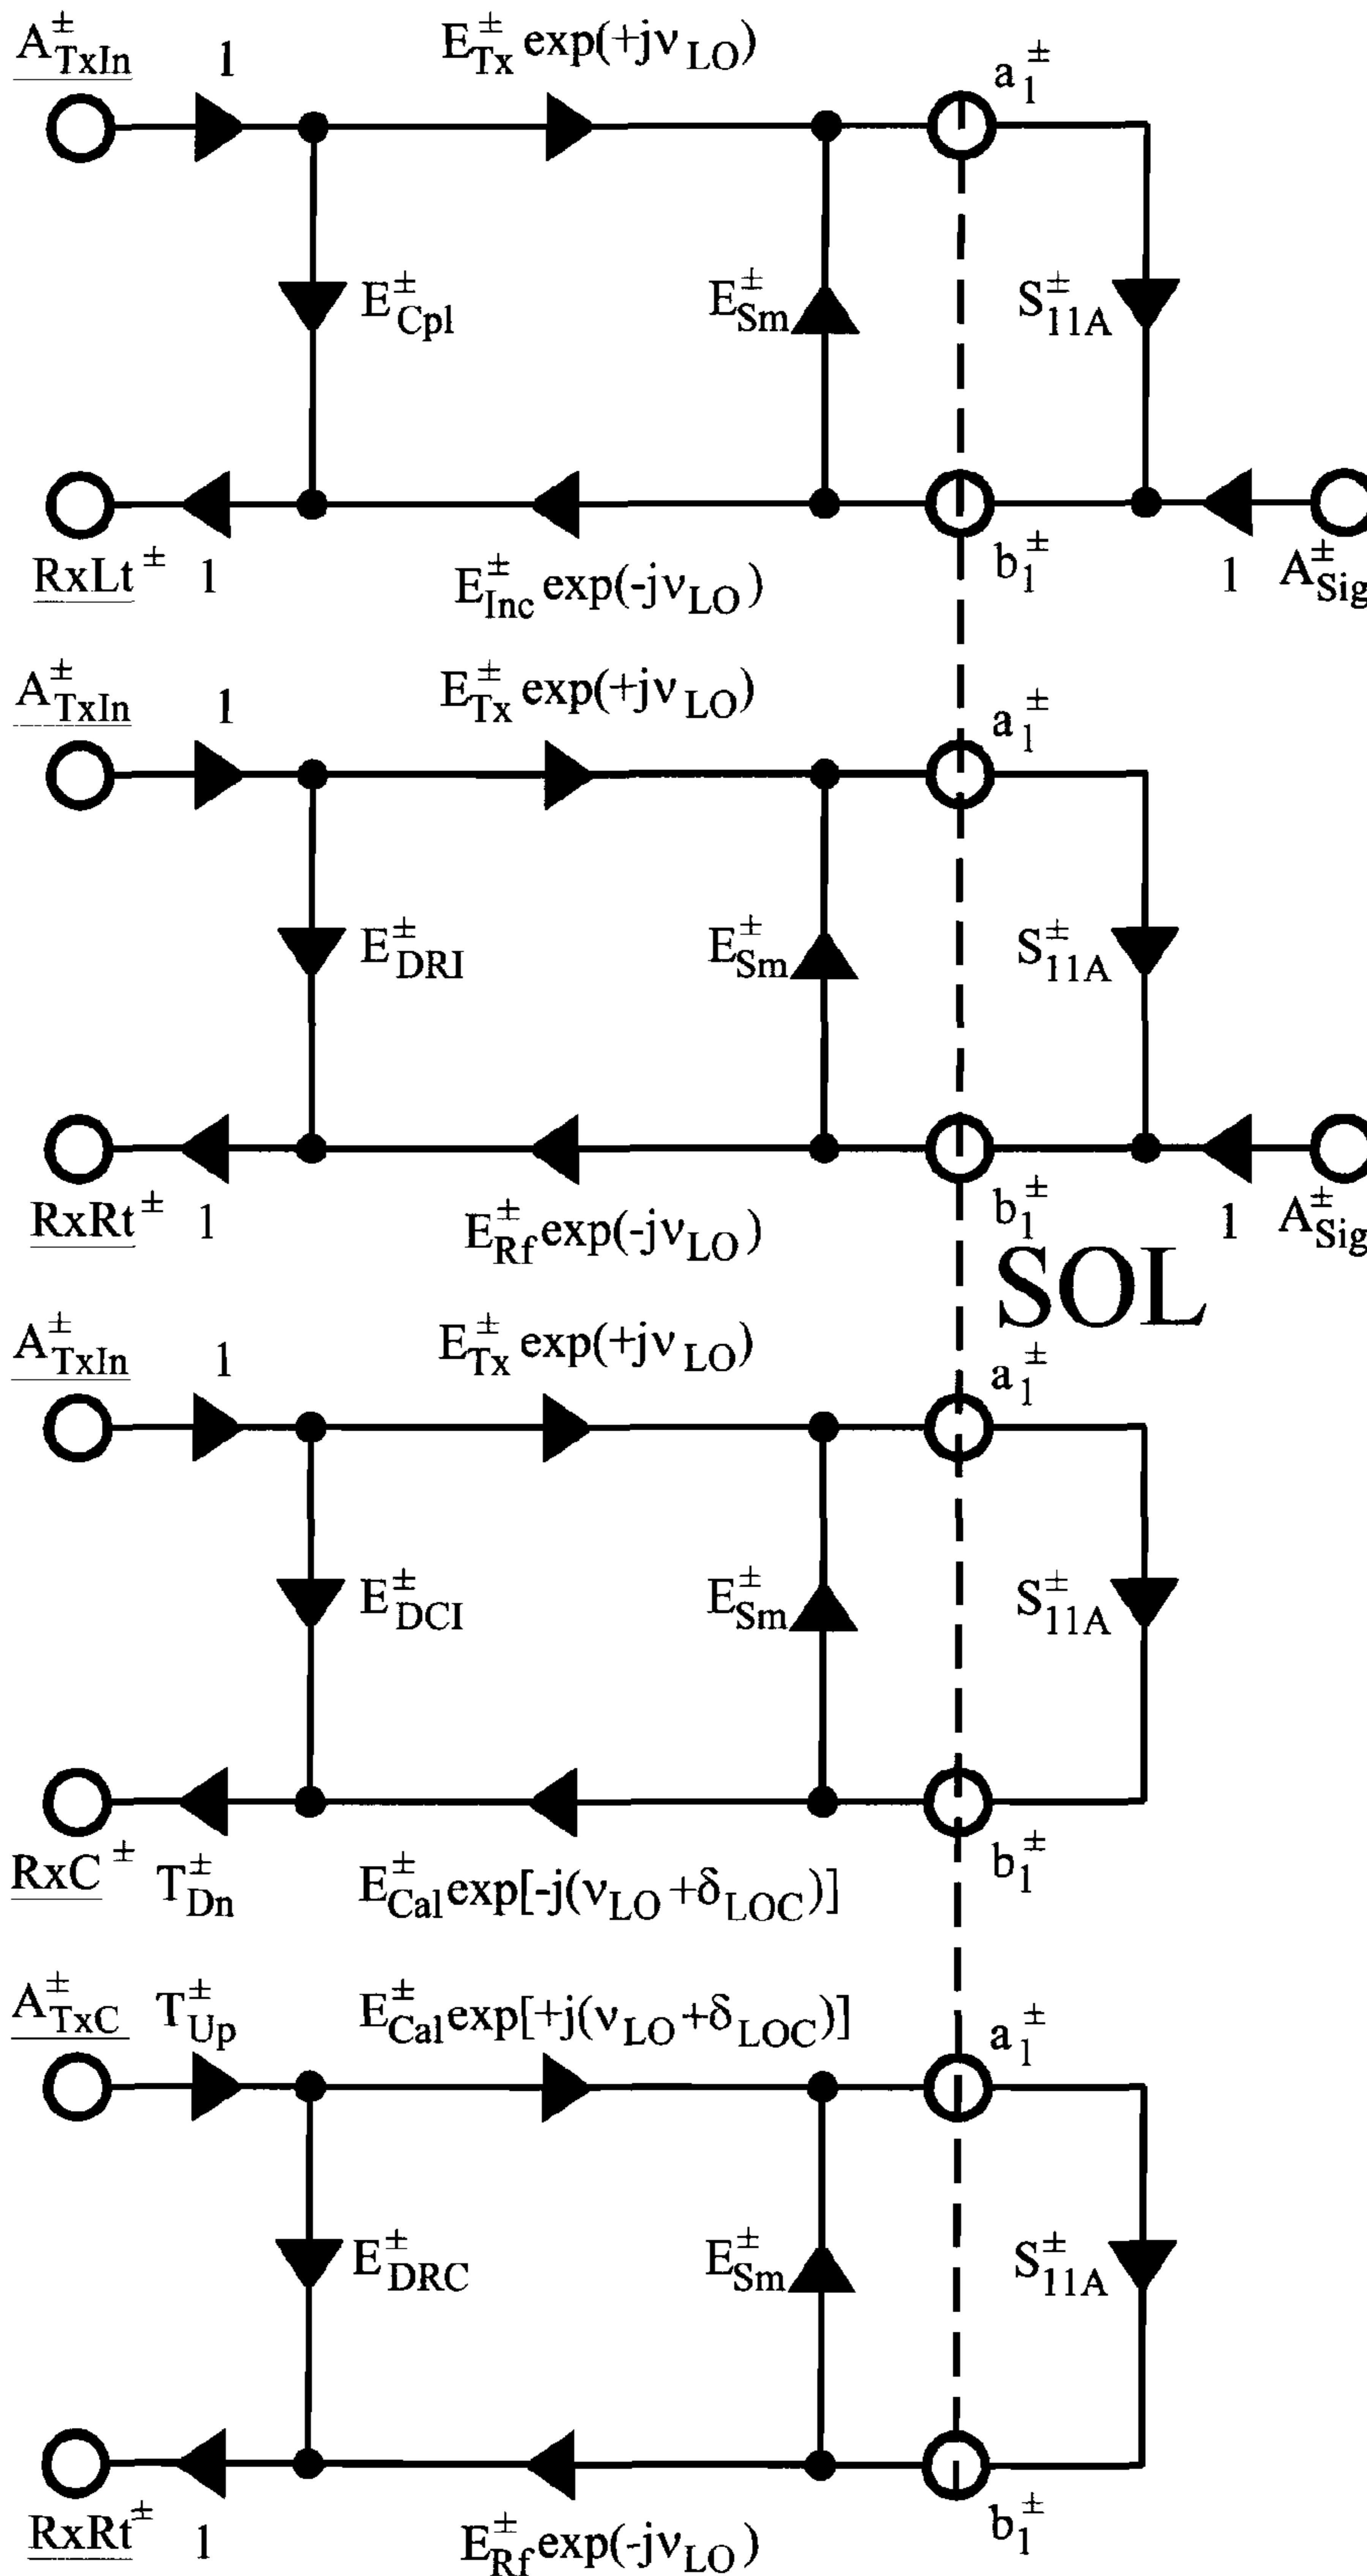 A±TxIn 1 E±Tx exp(+jνLO) a1±
E±Cpl E±Sm S±11A
RxLt± 1 E±Inc exp(-jνLO) b1± 1 A±Sig
A±TxIn 1 E±Tx exp(+jνLO) a1±
E±DRI E±Sm S±11A
RxRt± 1 E±Rf exp(-jνLO) b1± 1 A±Sig
SOL
A±TxIn 1 E±Tx exp(+jνLO) a1±
E±DCI E±Sm S±11A
RxC± T±Dn E±Cal exp[-j(νLO+δLOC)] b1±
A±TxC T±Up E±Cal exp[+j(νLO+δLOC)] a1±
E±DRC E±Sm S±11A
RxRt± 1 E±Rf exp(-jνLO) b1±